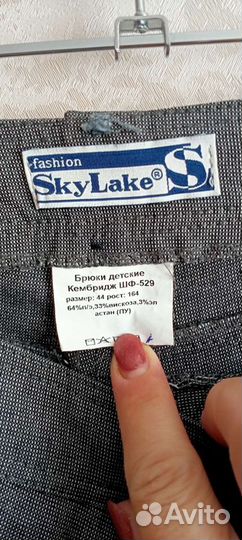 fashion
SkyLake® S
Брюки детские
Кембридж ШФ-529
размер: 44 рост: 164
64%п/э,33%вискоза,3%эл
астан (ПУ)
Avito